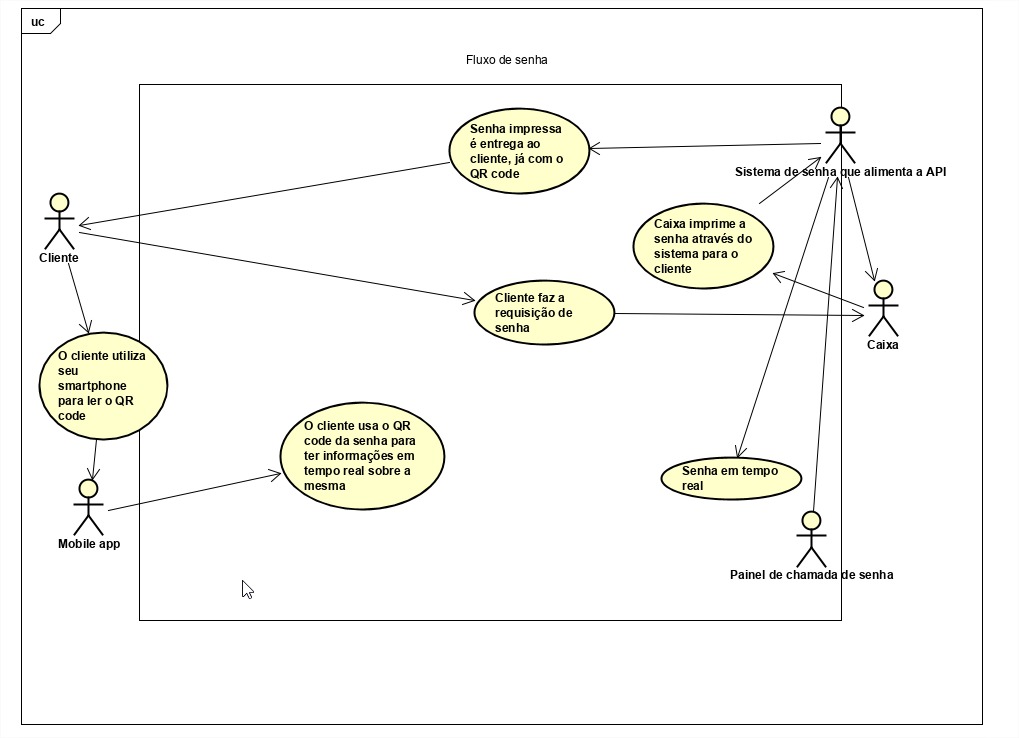 uc
Fluxo de senha
Senha impressa
é entrega ao
cliente, já com o
QR code
Sistema de senha que alimenta a API
Cliente
Caixa imprime a
senha através do
sistema para o
cliente
Cliente faz a
requisição de
senha
Caixa
O cliente utiliza
seu
smartphone
para ler o QR
code
O cliente usa o QR
code da senha para
ter informações em
tempo real sobre a
mesma
Senha em tempo
real
Mobile app
Painel de chamada de senha